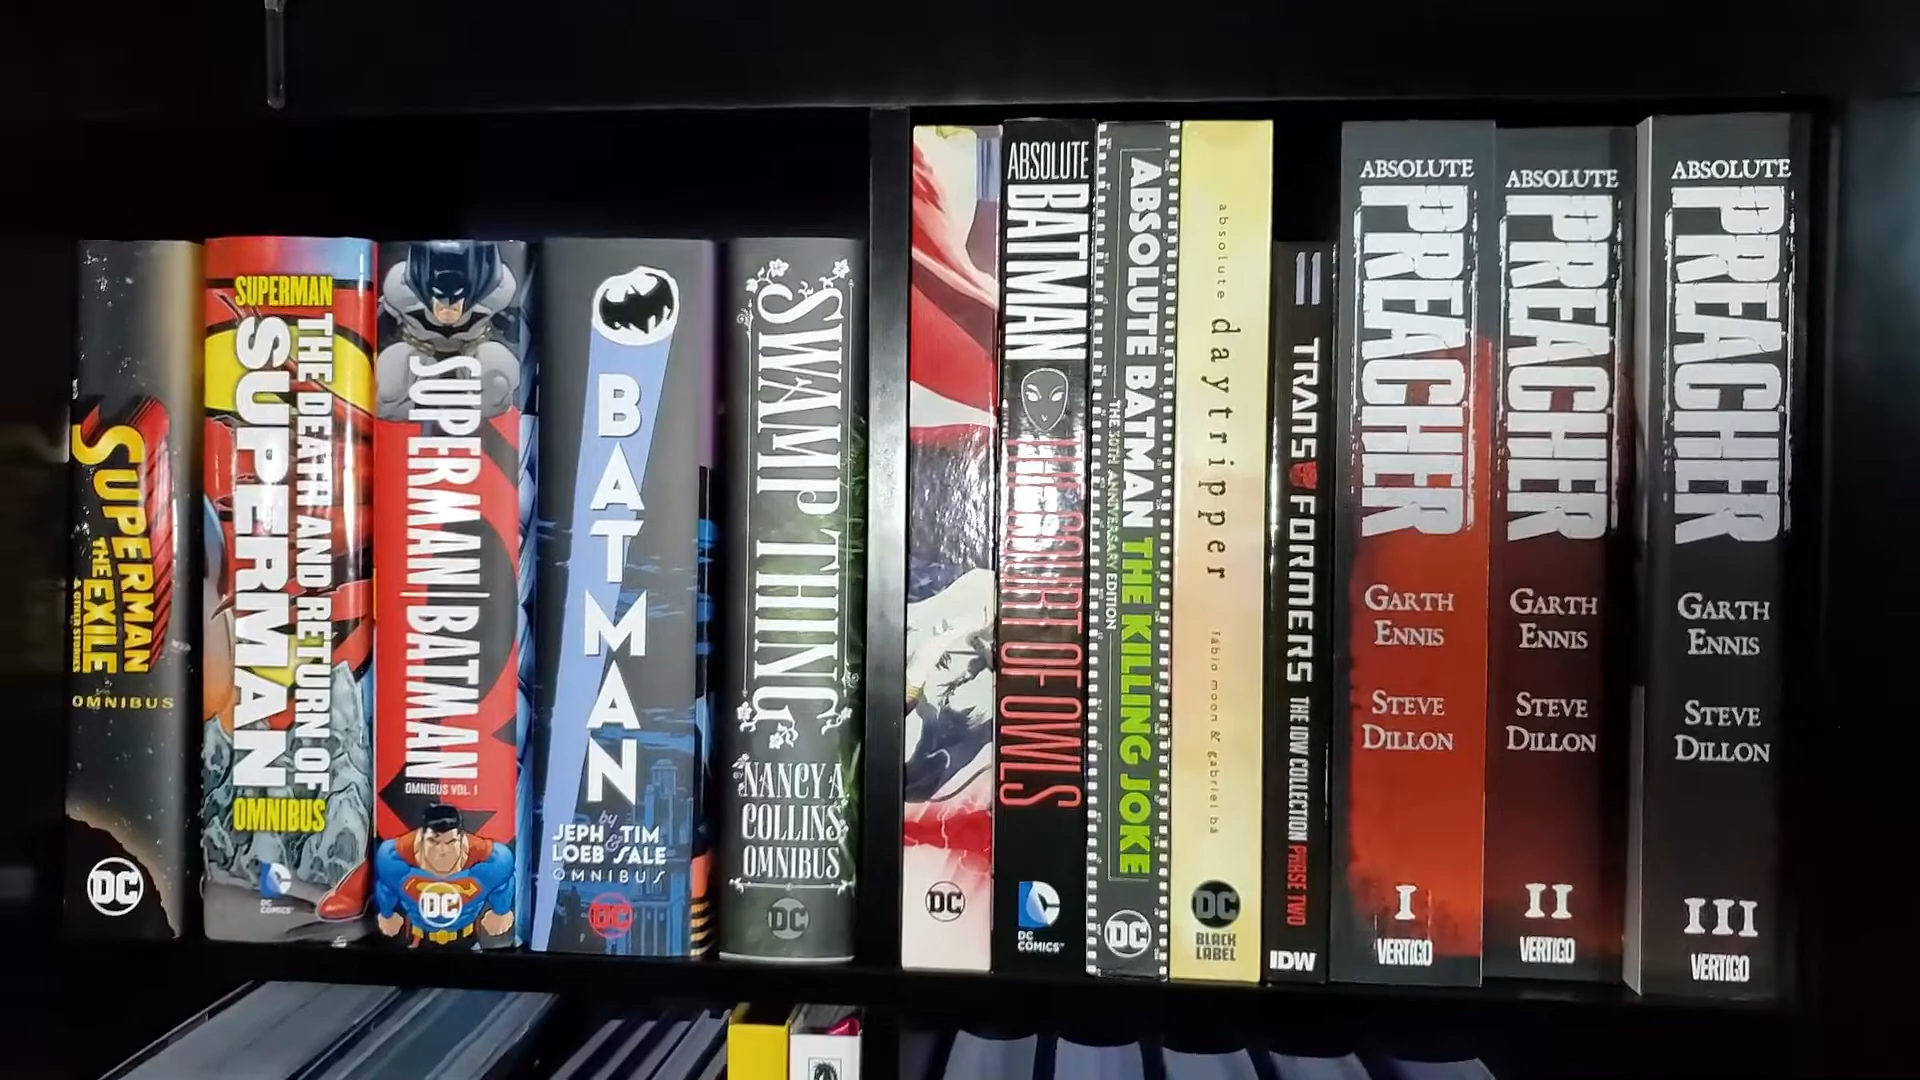 SUPERMAN
THE EXILE
& OTHER STORIES
OMNIBUS
DC
SUPERMAN
THE DEATH AND RETURN OF
SUPERMAN
OMNIBUS
DC
COMICS™
SUPERMAN|BATMAN
OMNIBUS VOL. 1
DC
BATMAN
by
JEPH & TIM
LOEB SALE
OMNIBUS
DC
SWAMP THING
BY
NANCY A
COLLINS
OMNIBUS
DC
DC
ABSOLUTE
BATMAN
THE COURT OF OWLS
DC COMICS™
ABSOLUTE BATMAN THE KILLING JOKE
THE 30TH ANNIVERSARY EDITION
DC
absolute daytripper
fábio moon & gabriel bá
DC
BLACK
LABEL
TRANSFORMERS THE IDW COLLECTION PHASE TWO
IDW
ABSOLUTE
PREACHER
GARTH
ENNIS
STEVE
DILLON
I
VERTIGO
ABSOLUTE
PREACHER
GARTH
ENNIS
STEVE
DILLON
II
VERTIGO
ABSOLUTE
PREACHER
GARTH
ENNIS
STEVE
DILLON
III
VERTIGO